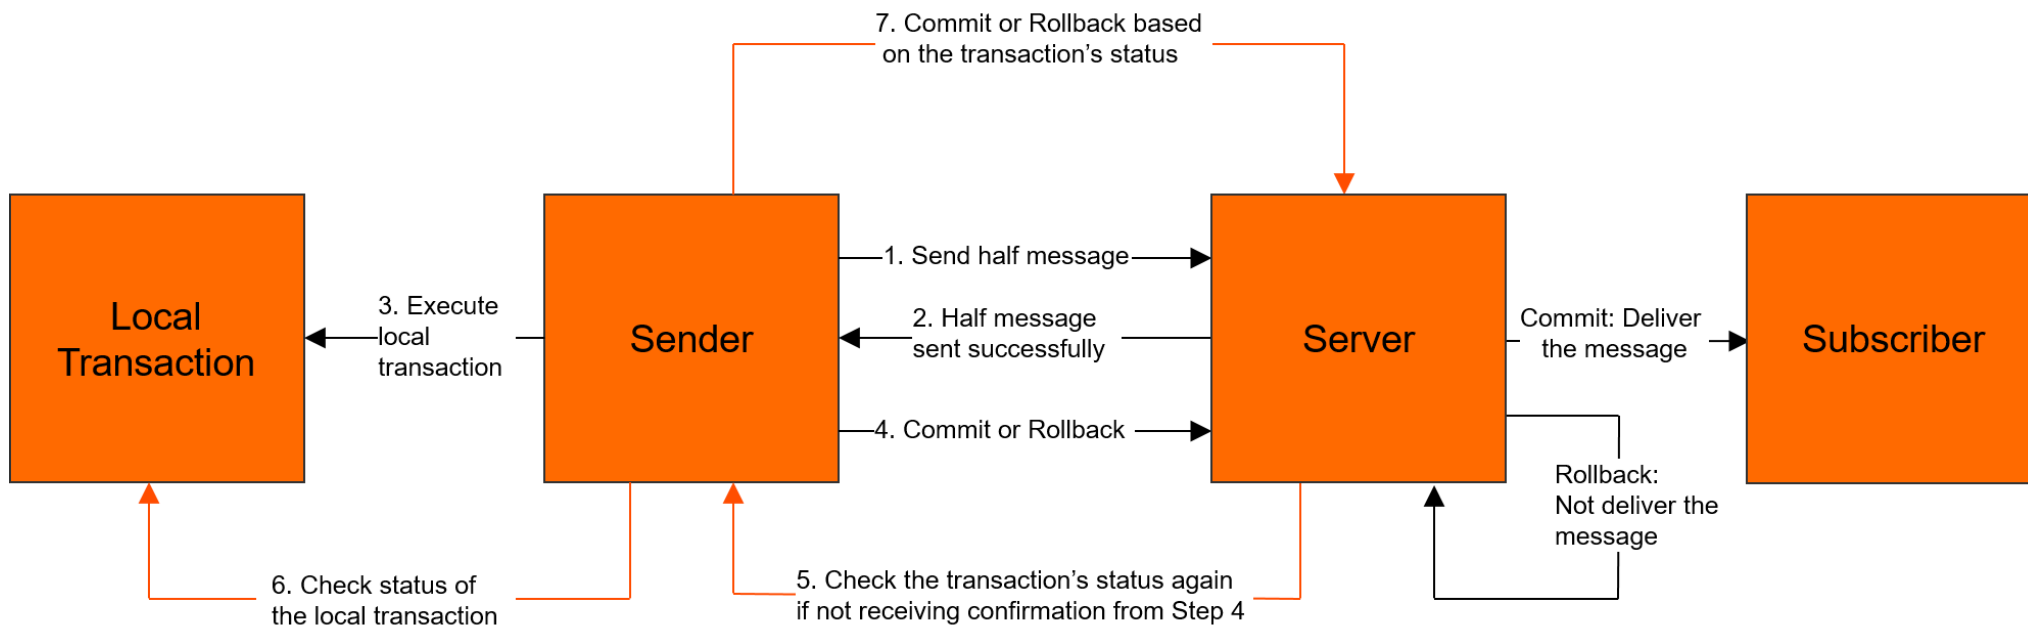 7. Commit or Rollback based
on the transaction's status
1. Send half message
Local
Transaction
3. Execute
local
transaction
Sender
2. Half message
sent successfully
Server
Commit: Deliver
the message
Subscriber
4. Commit or Rollback
Rollback:
Not deliver the
message
6. Check status of
the local transaction
5. Check the transaction's status again
if not receiving confirmation from Step 4